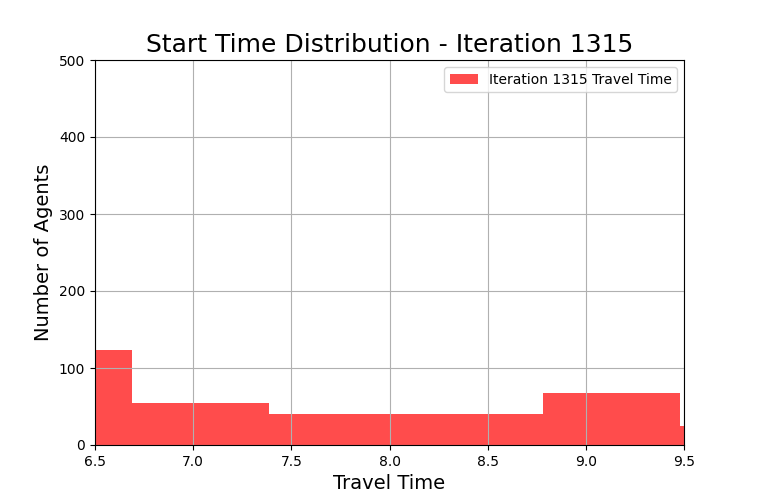 Start Time Distribution - Iteration 1315
500
400
300
200
100
0
Number of Agents
Iteration 1315 Travel Time
6.5 7.0 7.5 8.0 8.5 9.0 9.5
Travel Time